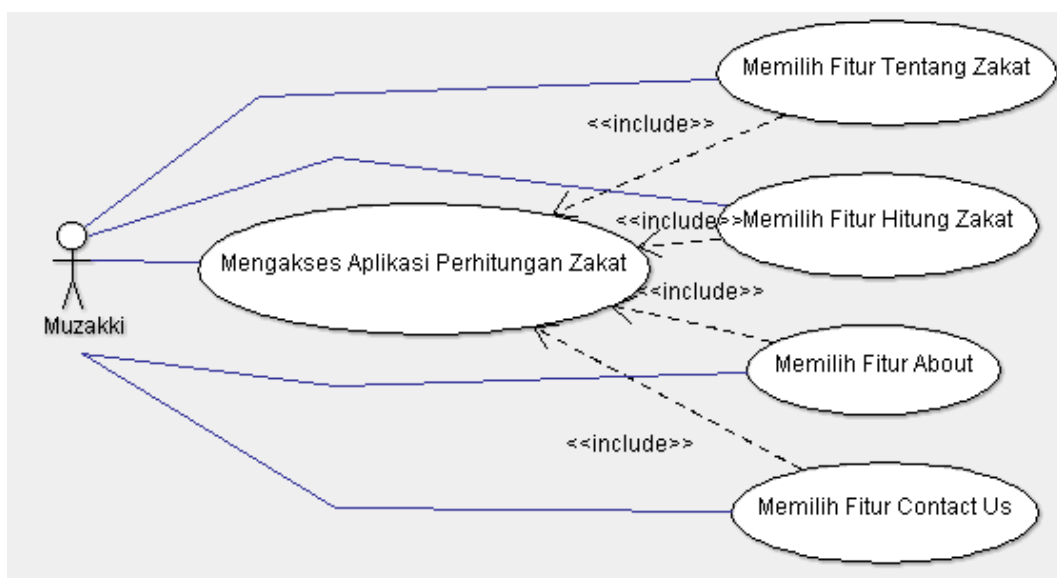 Memilih Fitur Tentang Zakat
<<include>>
<<include>>
Memilih Fitur Hitung Zakat
Mengakses Aplikasi Perhitungan Zakat
<<include>>
Muzakki
Memilih Fitur About
<<include>>
Memilih Fitur Contact Us